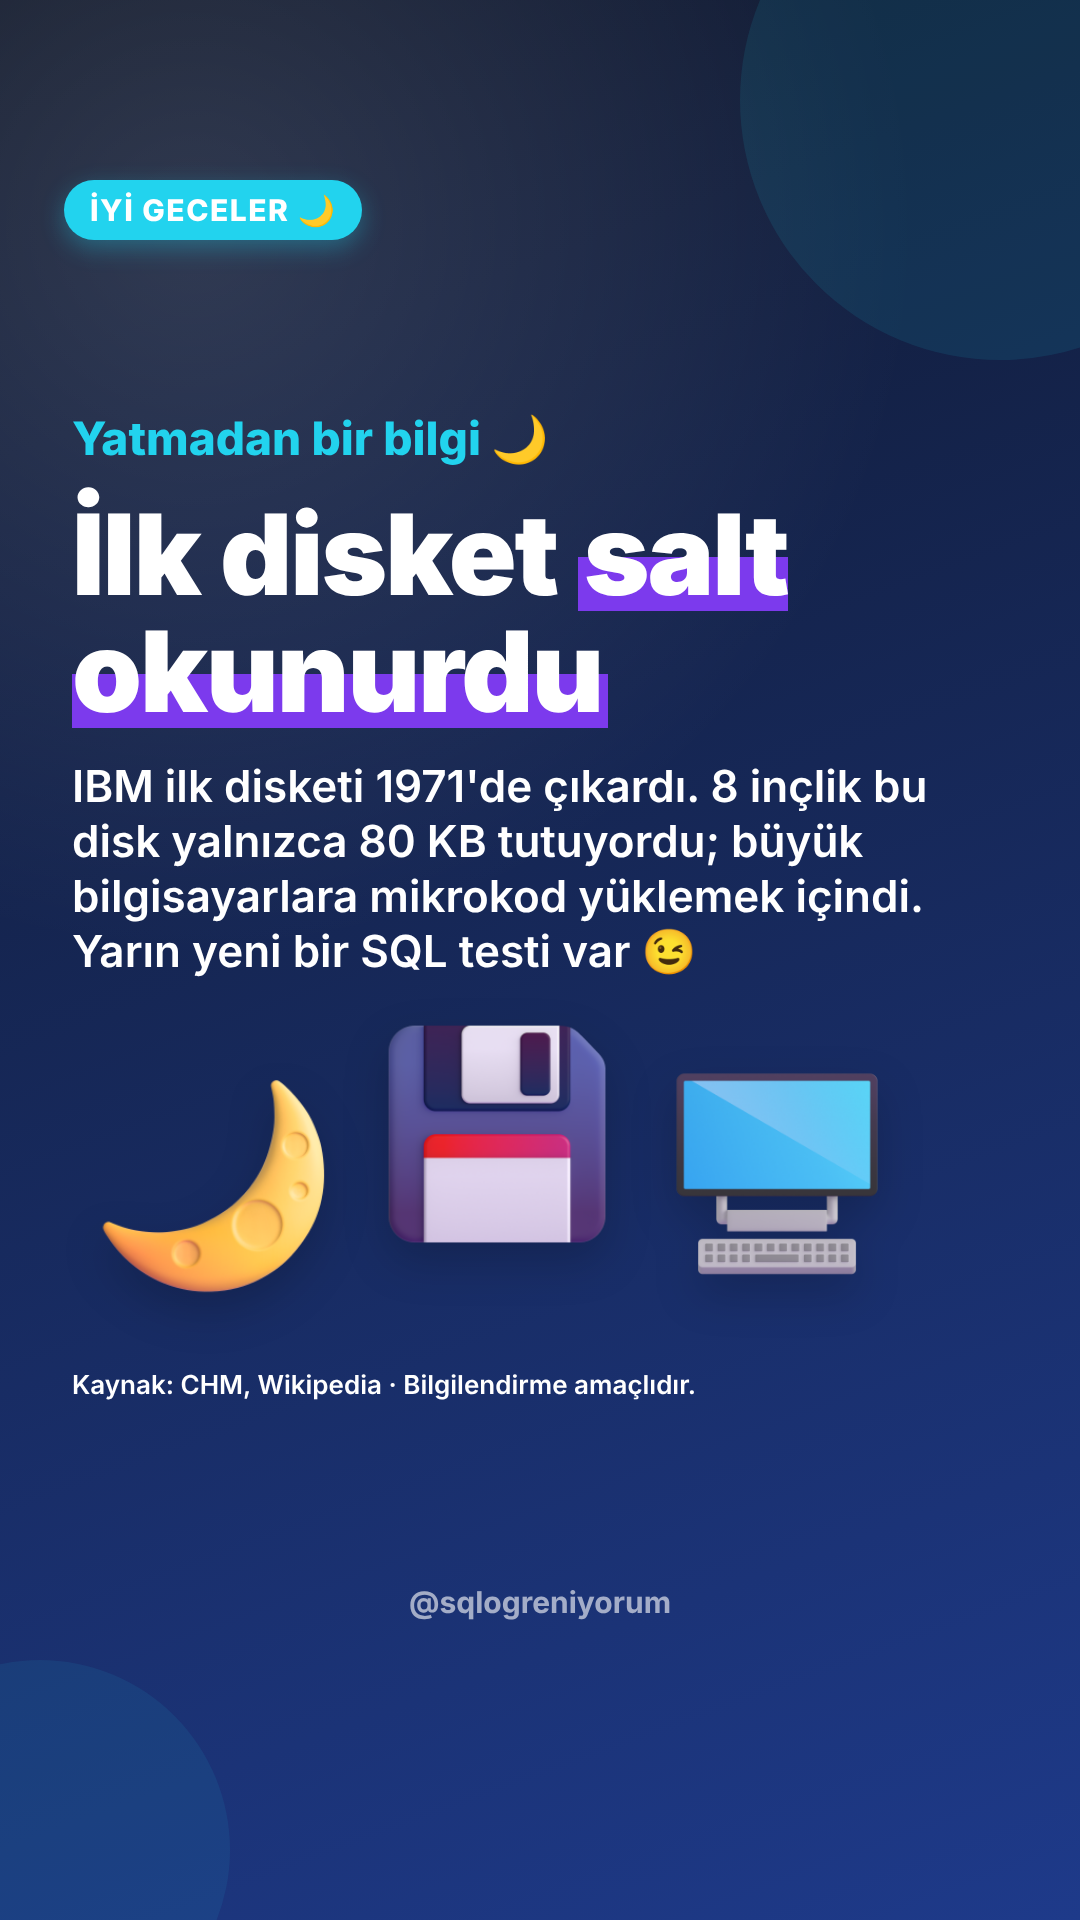 İYİ GECELER 🌙
Yatmadan bir bilgi 🌙
İlk disket salt
okunurdu
IBM ilk disketi 1971'de çıkardı. 8 inçlik bu
disk yalnızca 80 KB tutuyordu; büyük
bilgisayarlara mikrokod yüklemek içindi.
Yarın yeni bir SQL testi var 😉
Kaynak: CHM, Wikipedia · Bilgilendirme amaçlıdır.
@sqlogreniyorum